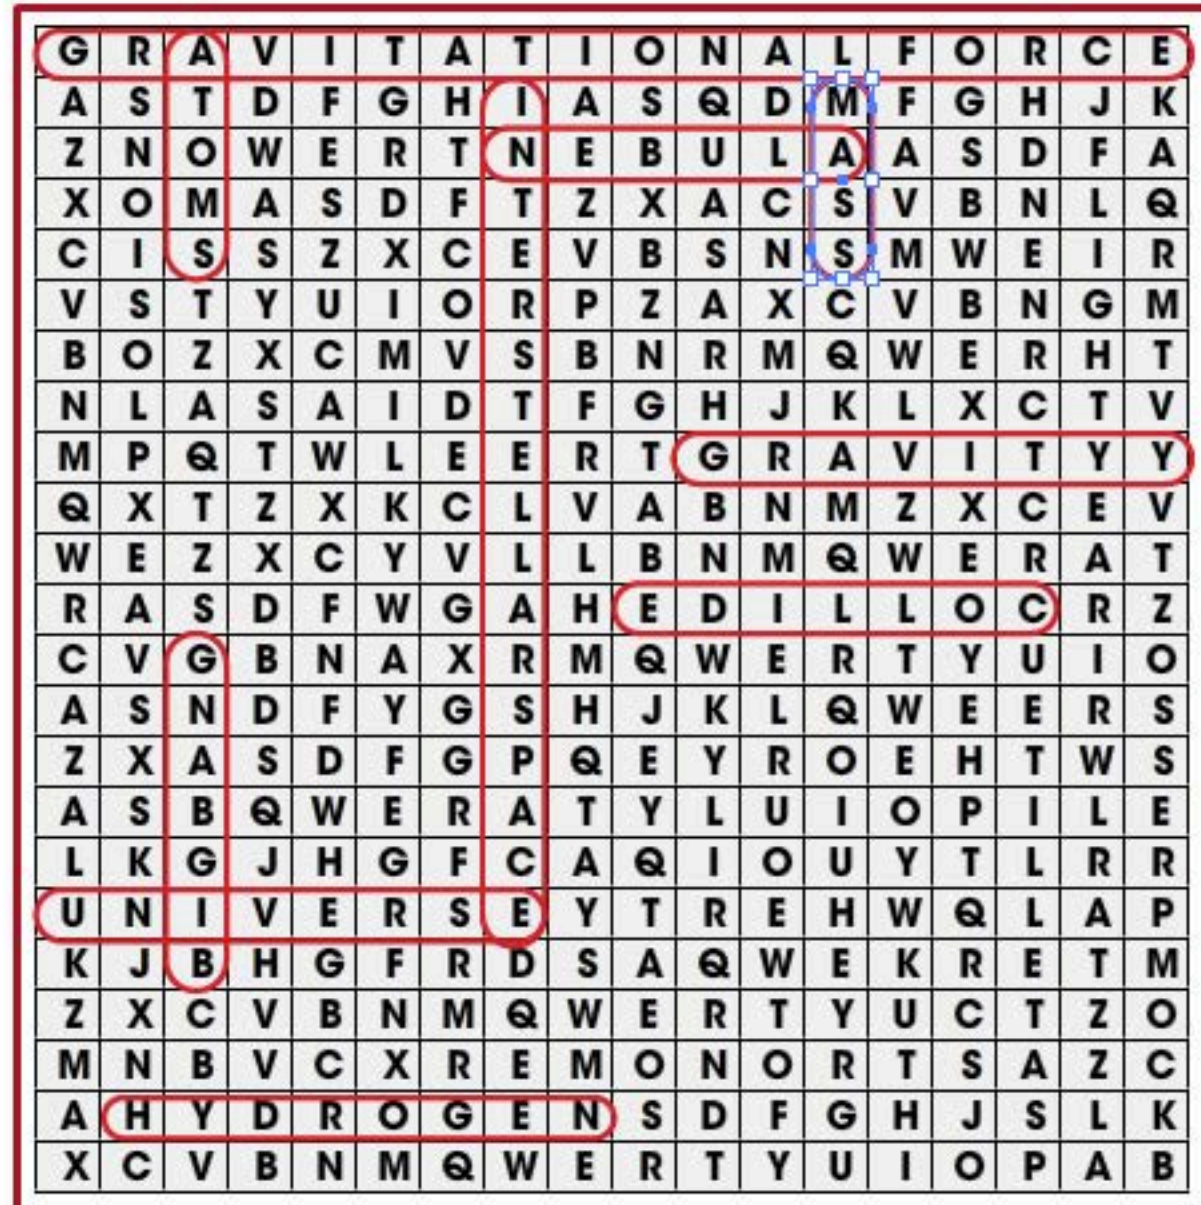 G R A V I T A T I O N A L F O R C E
A S T D F G H I A S Q D M F G H J K
Z N O W E R T N E B U L A A S D F A
X O M A S D F T Z X A C S V B N L Q
C I S S Z X C E V B S N S M W E I R
V S T Y U I O R P Z A X C V B N G M
B O Z X C M V S B N R M Q W E R H T
N L A S A I D T F G H J K L X C T V
M P Q T W L E E R T G R A V I T Y Y
Q X T Z X K C L V A B N M Z X C E V
W E Z X C Y V L L B N M Q W E R A T
R A S D F W G A H E D I L L O C R Z
C V G B N A X R M Q W E R T Y U I O
A S N D F Y G S H J K L Q W E E R S
Z X A S D F G P Q E Y R O E H T W S
A S B Q W E R A T Y L U I O P I L E
L K G J H G F C A Q I O U Y T L R R
U N I V E R S E Y T R E H W Q L A P
K J B H G F R D S A Q W E K R E T M
Z X C V B N M Q W E R T Y U C T Z O
M N B V C X R E M O N O R T S A Z C
A H Y D R O G E N S D F G H J S L K
X C V B N M Q W E R T Y U I O P A B